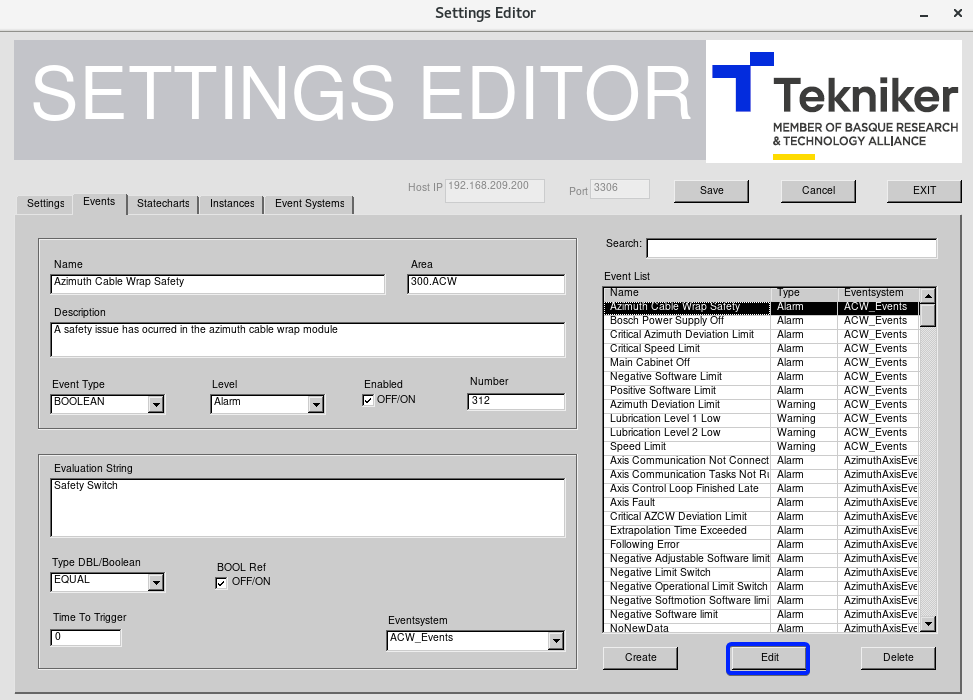 Settings Editor
SETTINGS EDITOR
Tekniker
MEMBER OF BASQUE RESEARCH
& TECHNOLOGY ALLIANCE
Host IP 192.168.209.200 Port 3306 Save Cancel EXIT
Settings Events Statecharts Instances Event Systems
Search:
Name Area
Azimuth Cable Wrap Safety 300.ACW
Description
A safety issue has ocurred in the azimuth cable wrap module
Event Type Level Enabled Number
BOOLEAN Alarm OFF/ON 312
Evaluation String
Safety Switch
Type DBL/Boolean BOOL Ref
EQUAL OFF/ON
Time To Trigger Eventsystem
0 ACW_Events
Event List
Name Type Eventsystem
Azimuth Cable Wrap Safety Alarm ACW_Events
Bosch Power Supply Off Alarm ACW_Events
Critical Azimuth Deviation Limit Alarm ACW_Events
Critical Speed Limit Alarm ACW_Events
Main Cabinet Off Alarm ACW_Events
Negative Software Limit Alarm ACW_Events
Positive Software Limit Alarm ACW_Events
Azimuth Deviation Limit Warning ACW_Events
Lubrication Level 1 Low Warning ACW_Events
Lubrication Level 2 Low Warning ACW_Events
Speed Limit Warning ACW_Events
Axis Communication Not Connect Alarm AzimuthAxisEve
Axis Communication Tasks Not Ru Alarm AzimuthAxisEve
Axis Control Loop Finished Late Alarm AzimuthAxisEve
Axis Fault Alarm AzimuthAxisEve
Critical AZCW Deviation Limit Alarm AzimuthAxisEve
Extrapolation Time Exceeded Alarm AzimuthAxisEve
Following Error Alarm AzimuthAxisEve
Negative Adjustable Software limit Alarm AzimuthAxisEve
Negative Limit Switch Alarm AzimuthAxisEve
Negative Operational Limit Switch Alarm AzimuthAxisEve
Negative Softmotion Software limi Alarm AzimuthAxisEve
Negative Software limit Alarm AzimuthAxisEve
NoNewData Alarm AzimuthAxisEve
Create Edit Delete